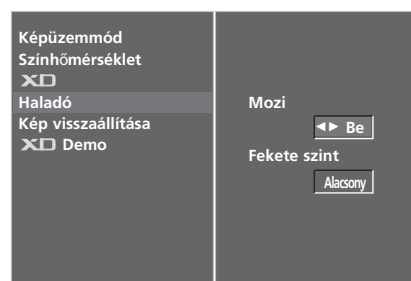 Képüzemmód
Színhőmérséklet
XD
Haladó
Kép visszaállítása
XD Demo
Mozi
◄► Be
Fekete szint
Alacsony